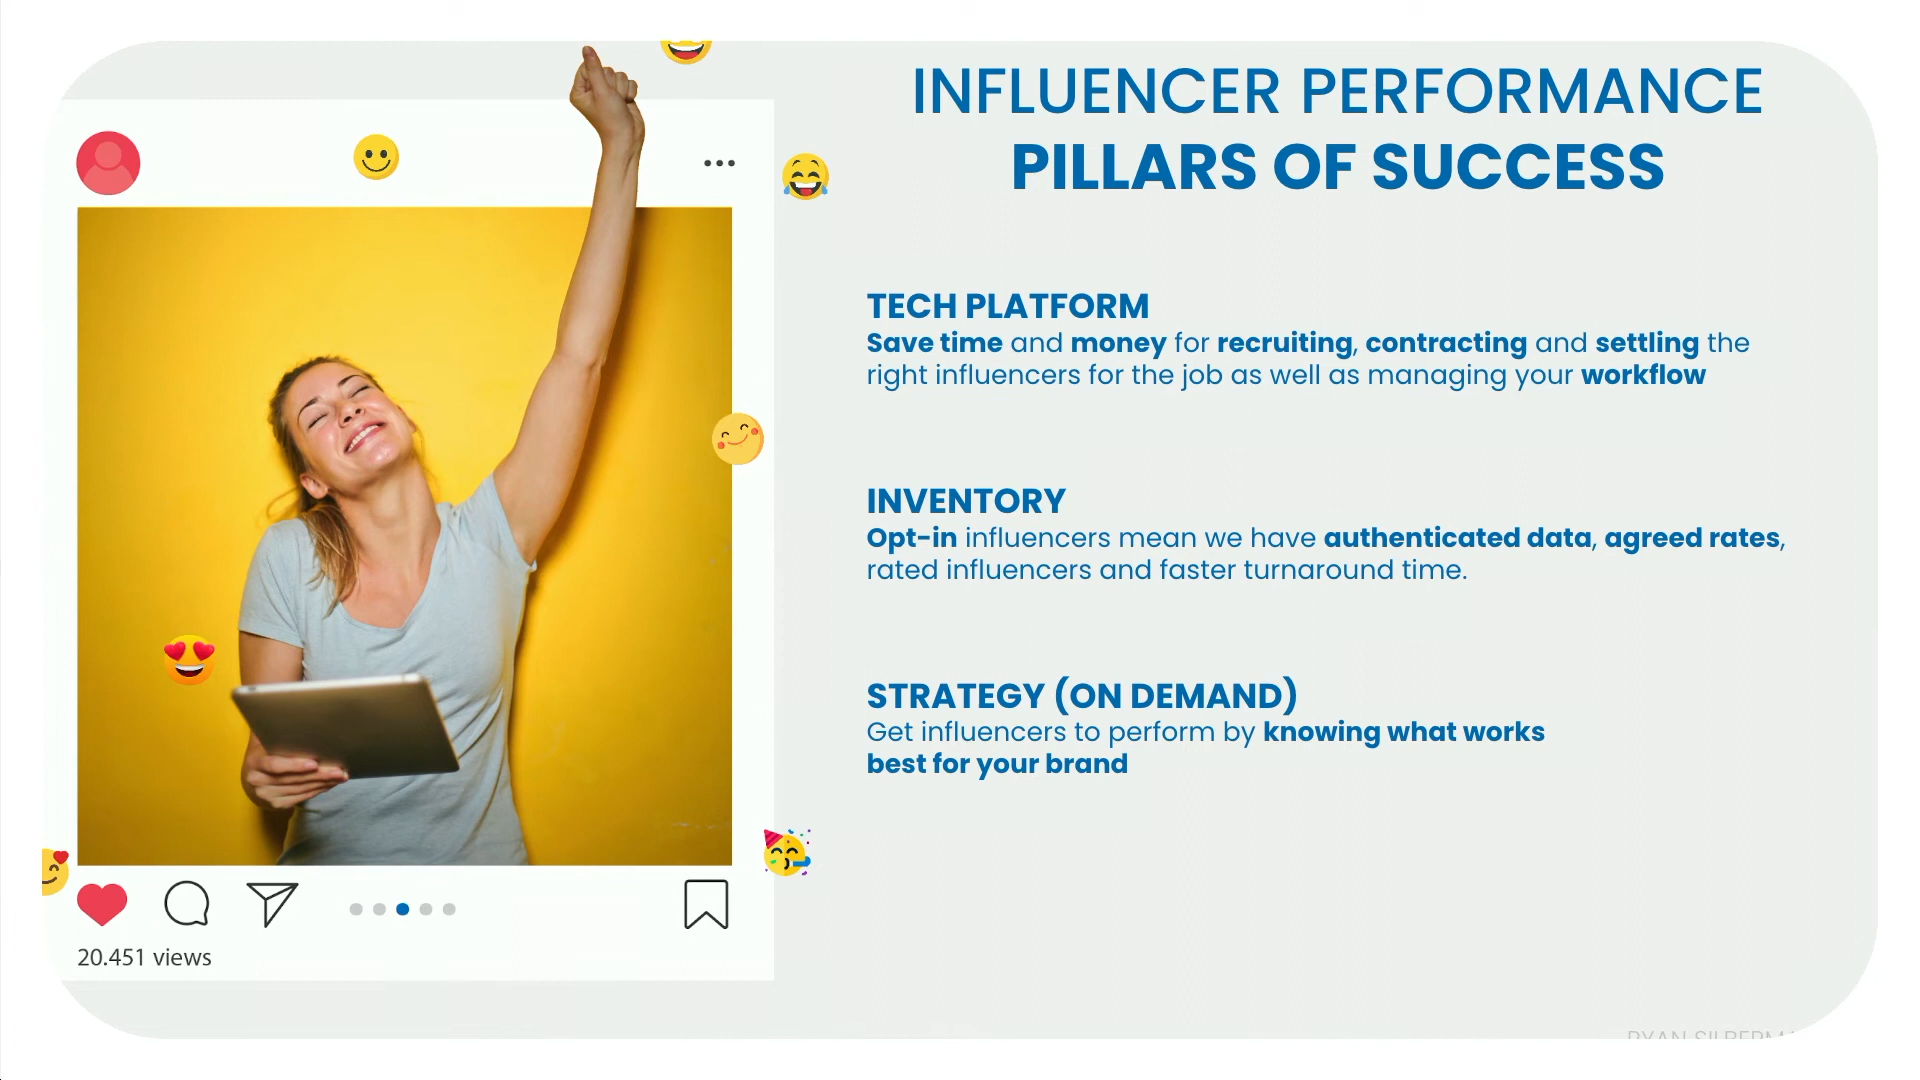 INFLUENCER PERFORMANCE
PILLARS OF SUCCESS
TECH PLATFORM
Save time and money for recruiting, contracting and settling the
right influencers for the job as well as managing your workflow
INVENTORY
Opt-in influencers mean we have authenticated data, agreed rates,
rated influencers and faster turnaround time.
STRATEGY (ON DEMAND)
Get influencers to perform by knowing what works
best for your brand
20.451 views